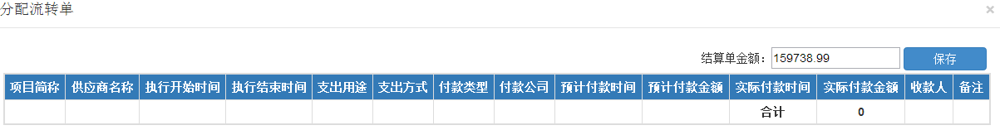 分配流转单 ×
结算单金额： 159738.99 保存
项目简称 供应商名称 执行开始时间 执行结束时间 支出用途 支出方式 付款类型 付款公司 预计付款时间 预计付款金额 实际付款时间 实际付款金额 收款人 备注
合计 0